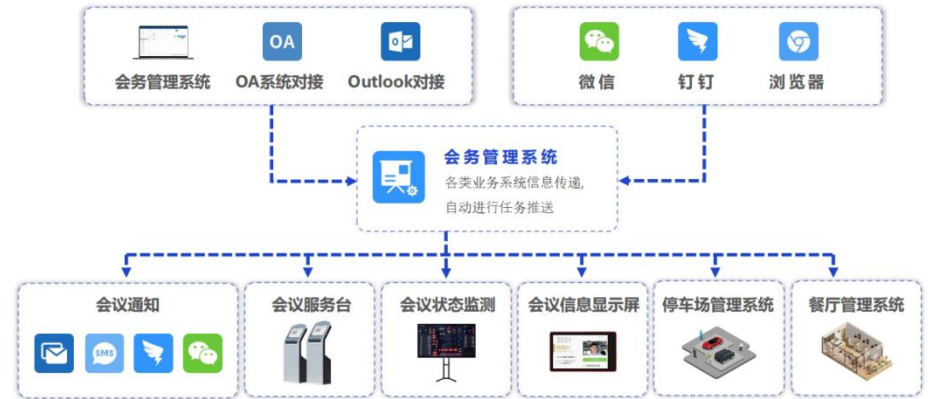 OA
会务管理系统 OA系统对接 Outlook对接
微信 钉钉 浏览器
会务管理系统
各类业务系统信息传递,
自动进行任务推送
会议通知 会议服务台 会议状态监测 会议信息显示屏 停车场管理系统 餐厅管理系统
SMS
2021